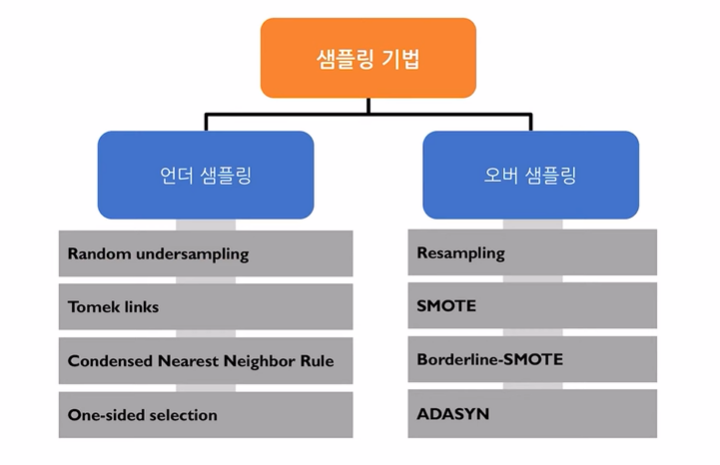 샘플링 기법
언더 샘플링
Random undersampling
Tomek links
Condensed Nearest Neighbor Rule
One-sided selection
오버 샘플링
Resampling
SMOTE
Borderline-SMOTE
ADASYN